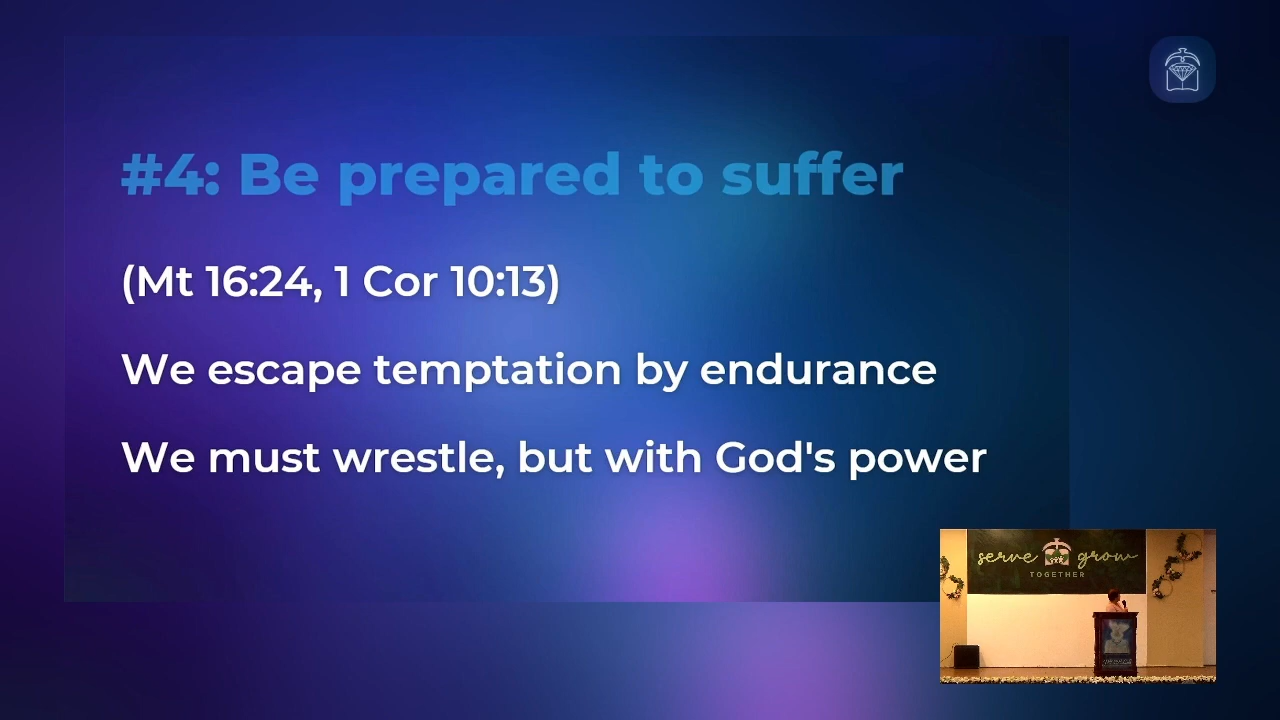 #4: Be prepared to suffer
(Mt 16:24, 1 Cor 10:13)
We escape temptation by endurance
We must wrestle, but with God's power
serve grow
TOGETHER